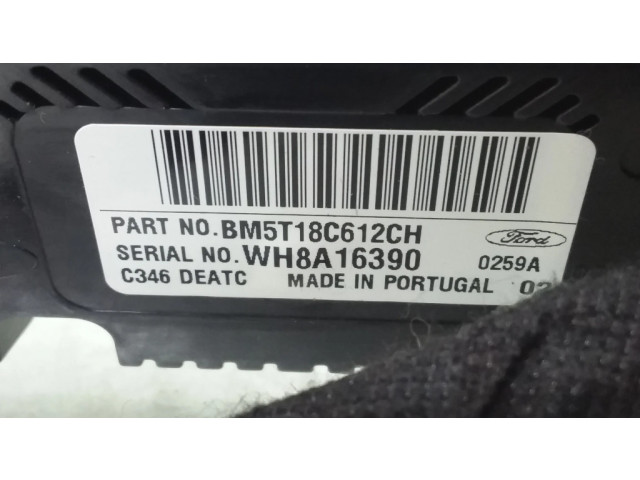 PART NO.BM5T18C612CH
Ford
SERIAL NO.WH8A16390
0259A
C346 DEATC MADE IN PORTUGAL